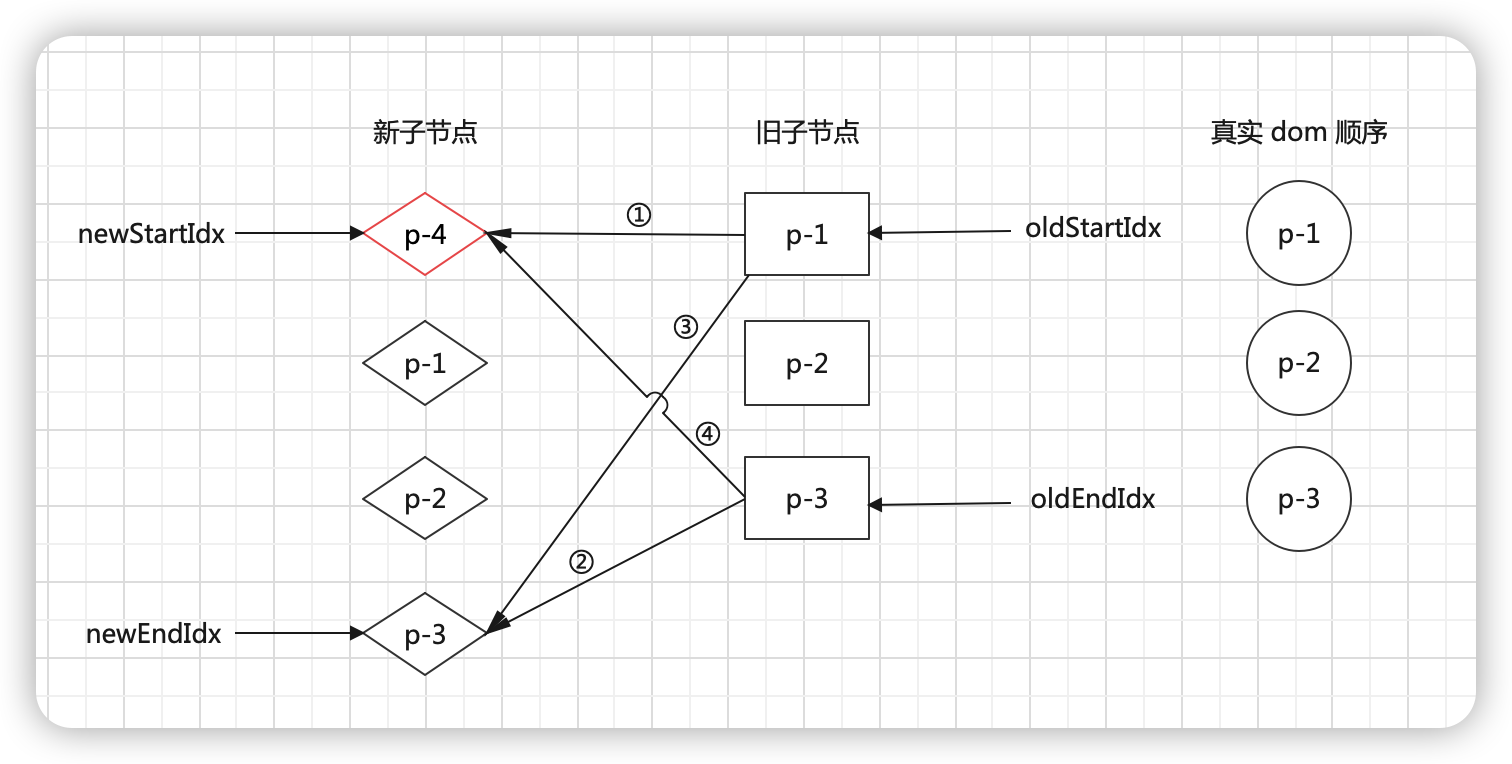 新子节点
旧子节点
真实 dom 顺序
newStartIdx
p-4
①
p-1
oldStartIdx
p-1
③
p-1
p-2
p-2
④
p-2
p-3
oldEndIdx
p-3
②
newEndIdx
p-3